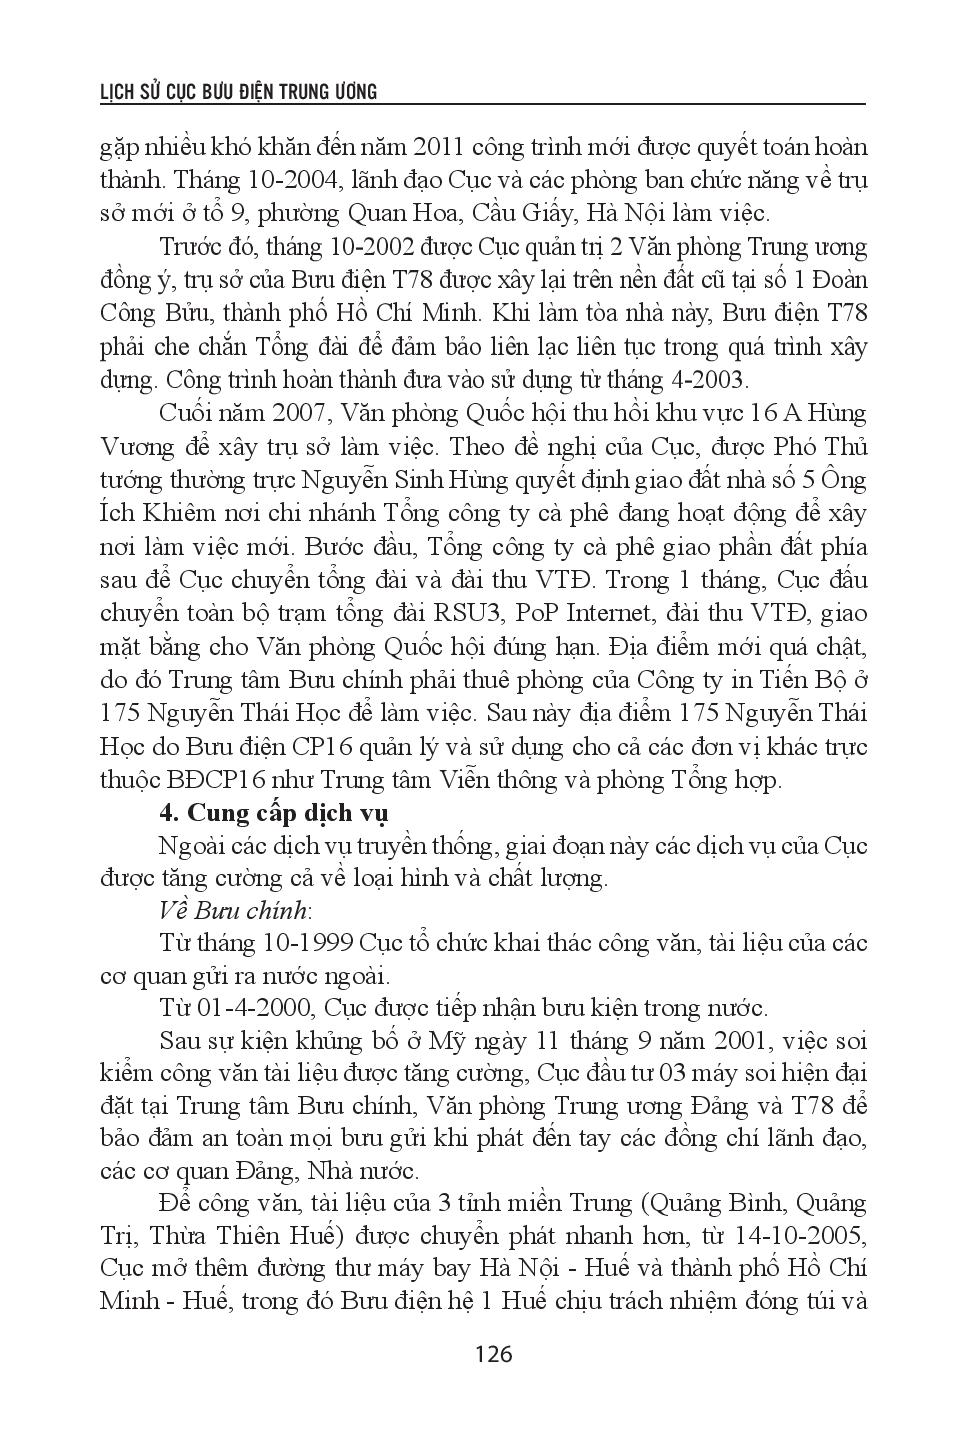 LỊCH SỬ CỤC BƯU ĐIỆN TRUNG ƯƠNG
gặp nhiều khó khăn đến năm 2011 công trình mới được quyết toán hoàn
thành. Tháng 10-2004, lãnh đạo Cục và các phòng ban chức năng về trụ
sở mới ở tổ 9, phường Quan Hoa, Cầu Giấy, Hà Nội làm việc.
Trước đó, tháng 10-2002 được Cục quản trị 2 Văn phòng Trung ương
đồng ý, trụ sở của Bưu điện T78 được xây lại trên nền đất cũ tại số 1 Đoàn
Công Bửu, thành phố Hồ Chí Minh. Khi làm tòa nhà này, Bưu điện T78
phải che chắn Tổng đài để đảm bảo liên lạc liên tục trong quá trình xây
dựng. Công trình hoàn thành đưa vào sử dụng từ tháng 4-2003.
Cuối năm 2007, Văn phòng Quốc hội thu hồi khu vực 16 A Hùng
Vương để xây trụ sở làm việc. Theo đề nghị của Cục, được Phó Thủ
tướng thường trực Nguyễn Sinh Hùng quyết định giao đất nhà số 5 Ông
Ích Khiêm nơi chi nhánh Tổng công ty cà phê đang hoạt động để xây
nơi làm việc mới. Bước đầu, Tổng công ty cà phê giao phần đất phía
sau để Cục chuyển tổng đài và đài thu VTĐ. Trong 1 tháng, Cục đấu
chuyển toàn bộ trạm tổng đài RSU3, PoP Internet, đài thu VTĐ, giao
mặt bằng cho Văn phòng Quốc hội đúng hạn. Địa điểm mới quá chật,
do đó Trung tâm Bưu chính phải thuê phòng của Công ty in Tiến Bộ ở
175 Nguyễn Thái Học để làm việc. Sau này địa điểm 175 Nguyễn Thái
Học do Bưu điện CP16 quản lý và sử dụng cho cả các đơn vị khác trực
thuộc BĐCP16 như Trung tâm Viễn thông và phòng Tổng hợp.
4. Cung cấp dịch vụ
Ngoài các dịch vụ truyền thống, giai đoạn này các dịch vụ của Cục
được tăng cường cả về loại hình và chất lượng.
Về Bưu chính:
Từ tháng 10-1999 Cục tổ chức khai thác công văn, tài liệu của các
cơ quan gửi ra nước ngoài.
Từ 01-4-2000, Cục được tiếp nhận bưu kiện trong nước.
Sau sự kiện khủng bố ở Mỹ ngày 11 tháng 9 năm 2001, việc soi
kiểm công văn tài liệu được tăng cường, Cục đầu tư 03 máy soi hiện đại
đặt tại Trung tâm Bưu chính, Văn phòng Trung ương Đảng và T78 để
bảo đảm an toàn mọi bưu gửi khi phát đến tay các đồng chí lãnh đạo,
các cơ quan Đảng, Nhà nước.
Để công văn, tài liệu của 3 tỉnh miền Trung (Quảng Bình, Quảng
Trị, Thừa Thiên Huế) được chuyển phát nhanh hơn, từ 14-10-2005,
Cục mở thêm đường thư máy bay Hà Nội - Huế và thành phố Hồ Chí
Minh - Huế, trong đó Bưu điện hệ 1 Huế chịu trách nhiệm đóng túi và
126